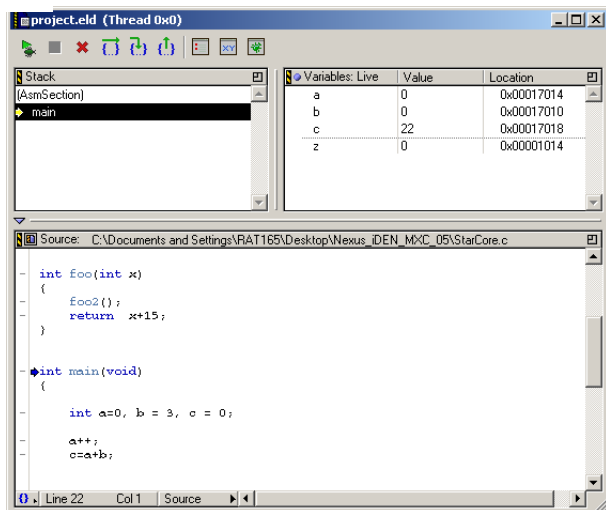 project.eld (Thread 0x0)
Stack
(AsmSection)
main
Variables: Live Value Location
a 0 0x00017014
b 0 0x00017010
c 22 0x00017018
z 0 0x00001014
Source: C:\Documents and Settings\RAT165\Desktop\Nexus_iDEN_MXC_05\StarCore.c
int foo(int x)
{
foo2();
return x+15;
}
int main(void)
{
int a=0, b = 3, c = 0;
a++;
c=a+b;
{} Line 22 Col 1 Source